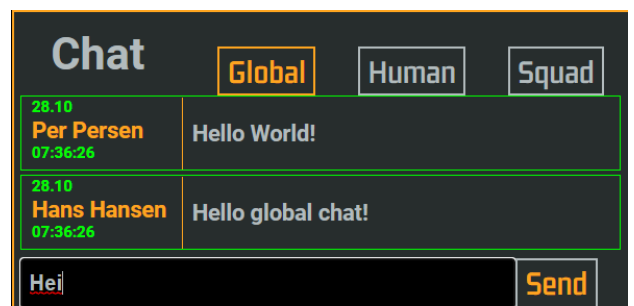 Chat
Global Human Squad
28.10
Per Persen
07:36:26
Hello World!
28.10
Hans Hansen
07:36:26
Hello global chat!
Hei
Send